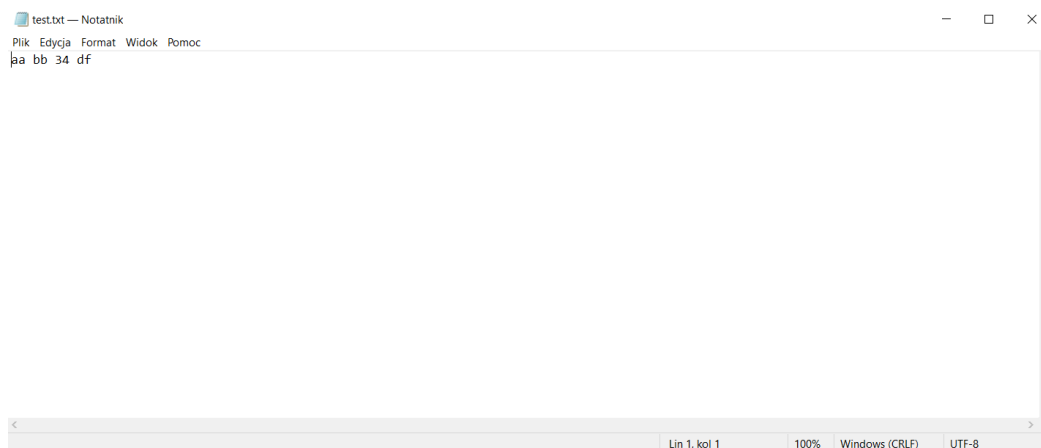 test.txt — Notatnik
Plik Edycja Format Widok Pomoc
aa bb 34 df
Lin 1, kol 1 100% Windows (CRLF) UTF-8